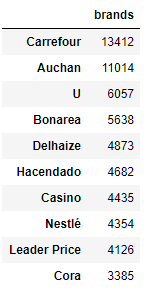 brands
Carrefour 13412
Auchan 11014
U 6057
Bonarea 5638
Delhaize 4873
Hacendado 4682
Casino 4435
Nestlé 4354
Leader Price 4126
Cora 3385